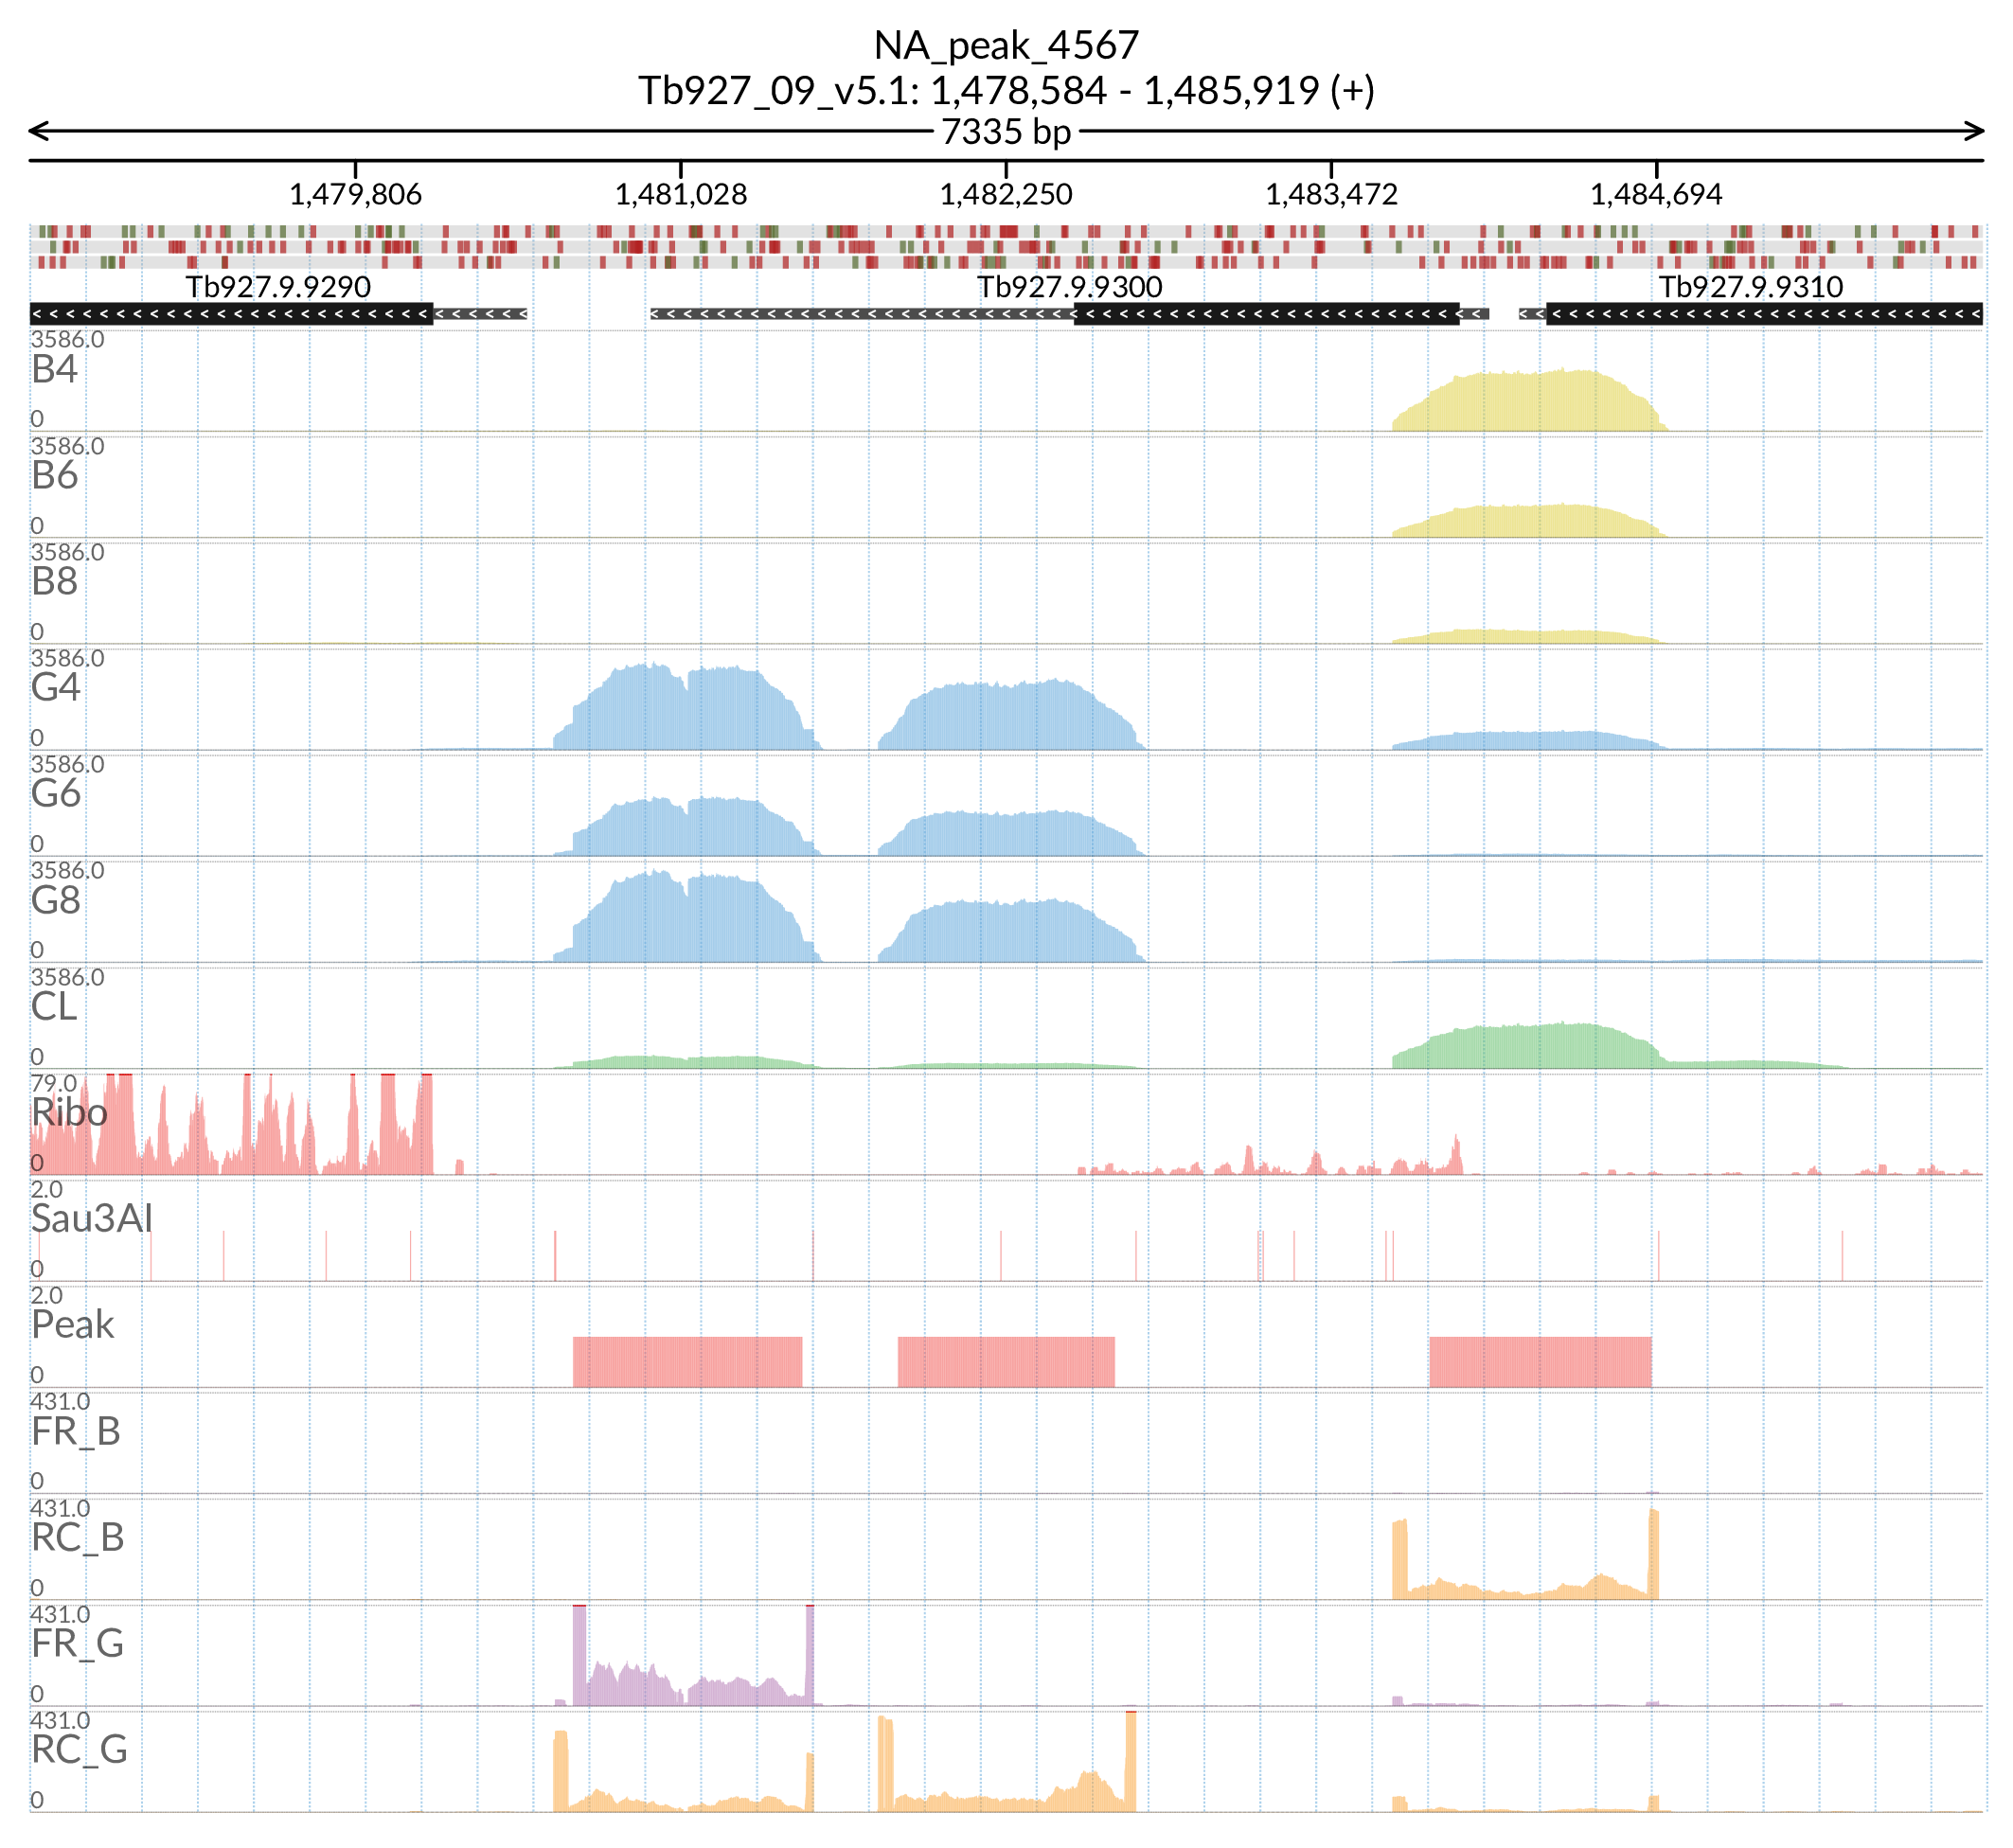 NA_peak_4567
Tb927_09_v5.1: 1,478,584 - 1,485,919 (+)
7335 bp
1,479,806 1,481,028 1,482,250 1,483,472 1,484,694
Tb927.9.9290 Tb927.9.9300 Tb927.9.9310
3586.0
B4
0
3586.0
B6
0
3586.0
B8
0
3586.0
G4
0
3586.0
G6
0
3586.0
G8
0
3586.0
CL
0
79.0
Ribo
0
2.0
Sau3AI
0
2.0
Peak
0
431.0
FR_B
0
431.0
RC_B
0
431.0
FR_G
0
431.0
RC_G
0